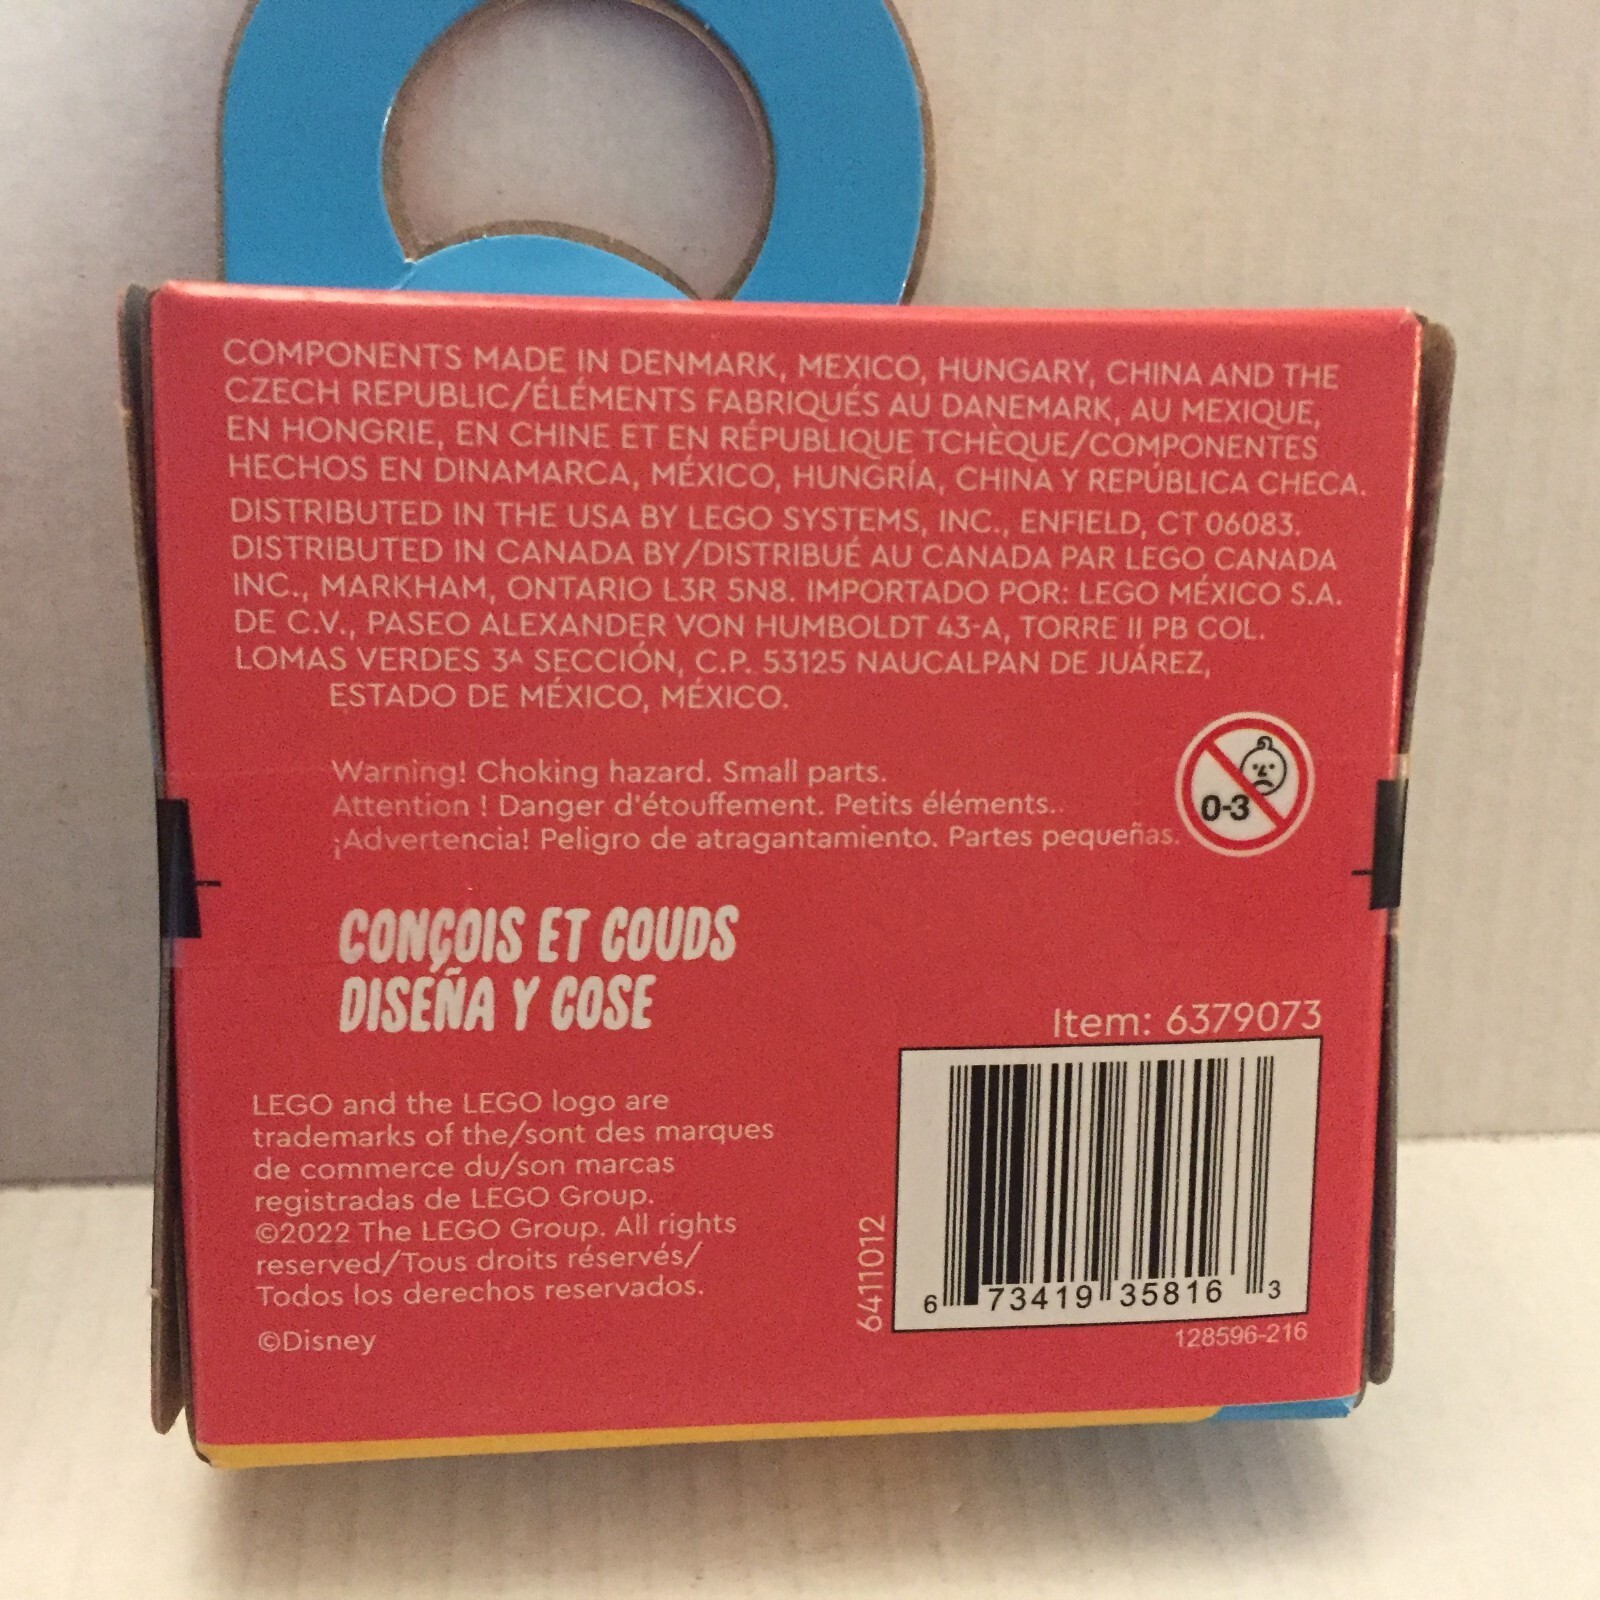 COMPONENTS MADE IN DENMARK, MEXICO, HUNGARY, CHINA AND THE
CZECH REPUBLIC/ÉLÉMENTS FABRIQUÉS AU DANEMARK, AU MEXIQUE,
EN HONGRIE, EN CHINE ET EN RÉPUBLIQUE TCHÈQUE/COMPONENTES
HECHOS EN DINAMARCA, MÉXICO, HUNGRÍA, CHINA Y REPÚBLICA CHECA.
DISTRIBUTED IN THE USA BY LEGO SYSTEMS, INC., ENFIELD, CT 06083.
DISTRIBUTED IN CANADA BY/DISTRIBUÉ AU CANADA PAR LEGO CANADA
INC., MARKHAM, ONTARIO L3R 5N8. IMPORTADO POR: LEGO MÉXICO S.A.
DE C.V., PASEO ALEXANDER VON HUMBOLDT 43-A, TORRE II PB COL.
LOMAS VERDES 3ᴬ SECCIÓN, C.P. 53125 NAUCALPAN DE JUÁREZ,
ESTADO DE MÉXICO, MÉXICO.
Warning! Choking hazard. Small parts.
Attention ! Danger d'étouffement. Petits éléments..
¡Advertencia! Peligro de atragantamiento. Partes pequeñas.
0-3
CONÇOIS ET COUDS
DISEÑA Y COSE
Item: 6379073
LEGO and the LEGO logo are
trademarks of the/sont des marques
de commerce du/son marcas
registradas de LEGO Group.
©2022 The LEGO Group. All rights
reserved/Tous droits réservés/
Todos los derechos reservados.
©Disney
6411012
6 73419 35816 3
128596-216